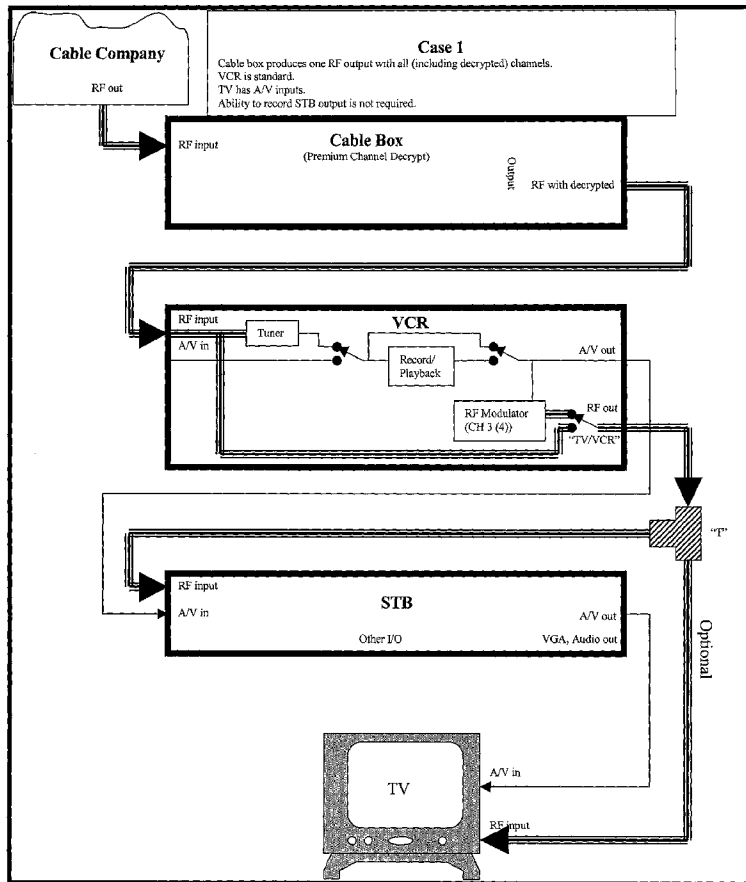 Cable Company
RF out
Case 1
Cable box produces one RF output with all (including decrypted) channels.
VCR is standard.
TV has A/V inputs.
Ability to record STB output is not required.
Cable Box
(Premium Channel Decrypt)
RF input
Output
RF with decrypted
RF input
VCR
Tuner
A/V in
A/V out
Record/
Playback
RF Modulator
(CH 3 (4))
RF out
"TV/VCR"
"T"
RF input
STB
A/V in
A/V out
Other I/O
VGA, Audio out
Optional
TV
A/V in
RF input